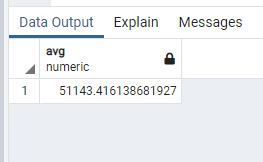 Data Output Explain Messages
avg
numeric
1 51143.416138681927